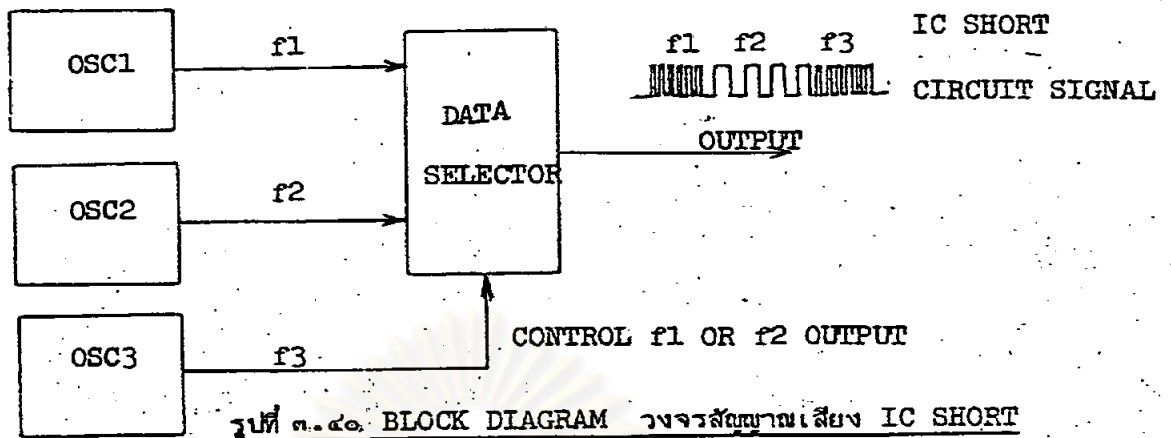 IC SHORT
f1 f2 f3
CIRCUIT SIGNAL
OSC1
f1
DATA
SELECTOR
OUTPUT
OSC2
f2
OSC3
f3
CONTROL f1 OR f2 OUTPUT
รูปที่ ๓.๔๐. BLOCK DIAGRAM วงจรสัญญาณเสียง IC SHORT